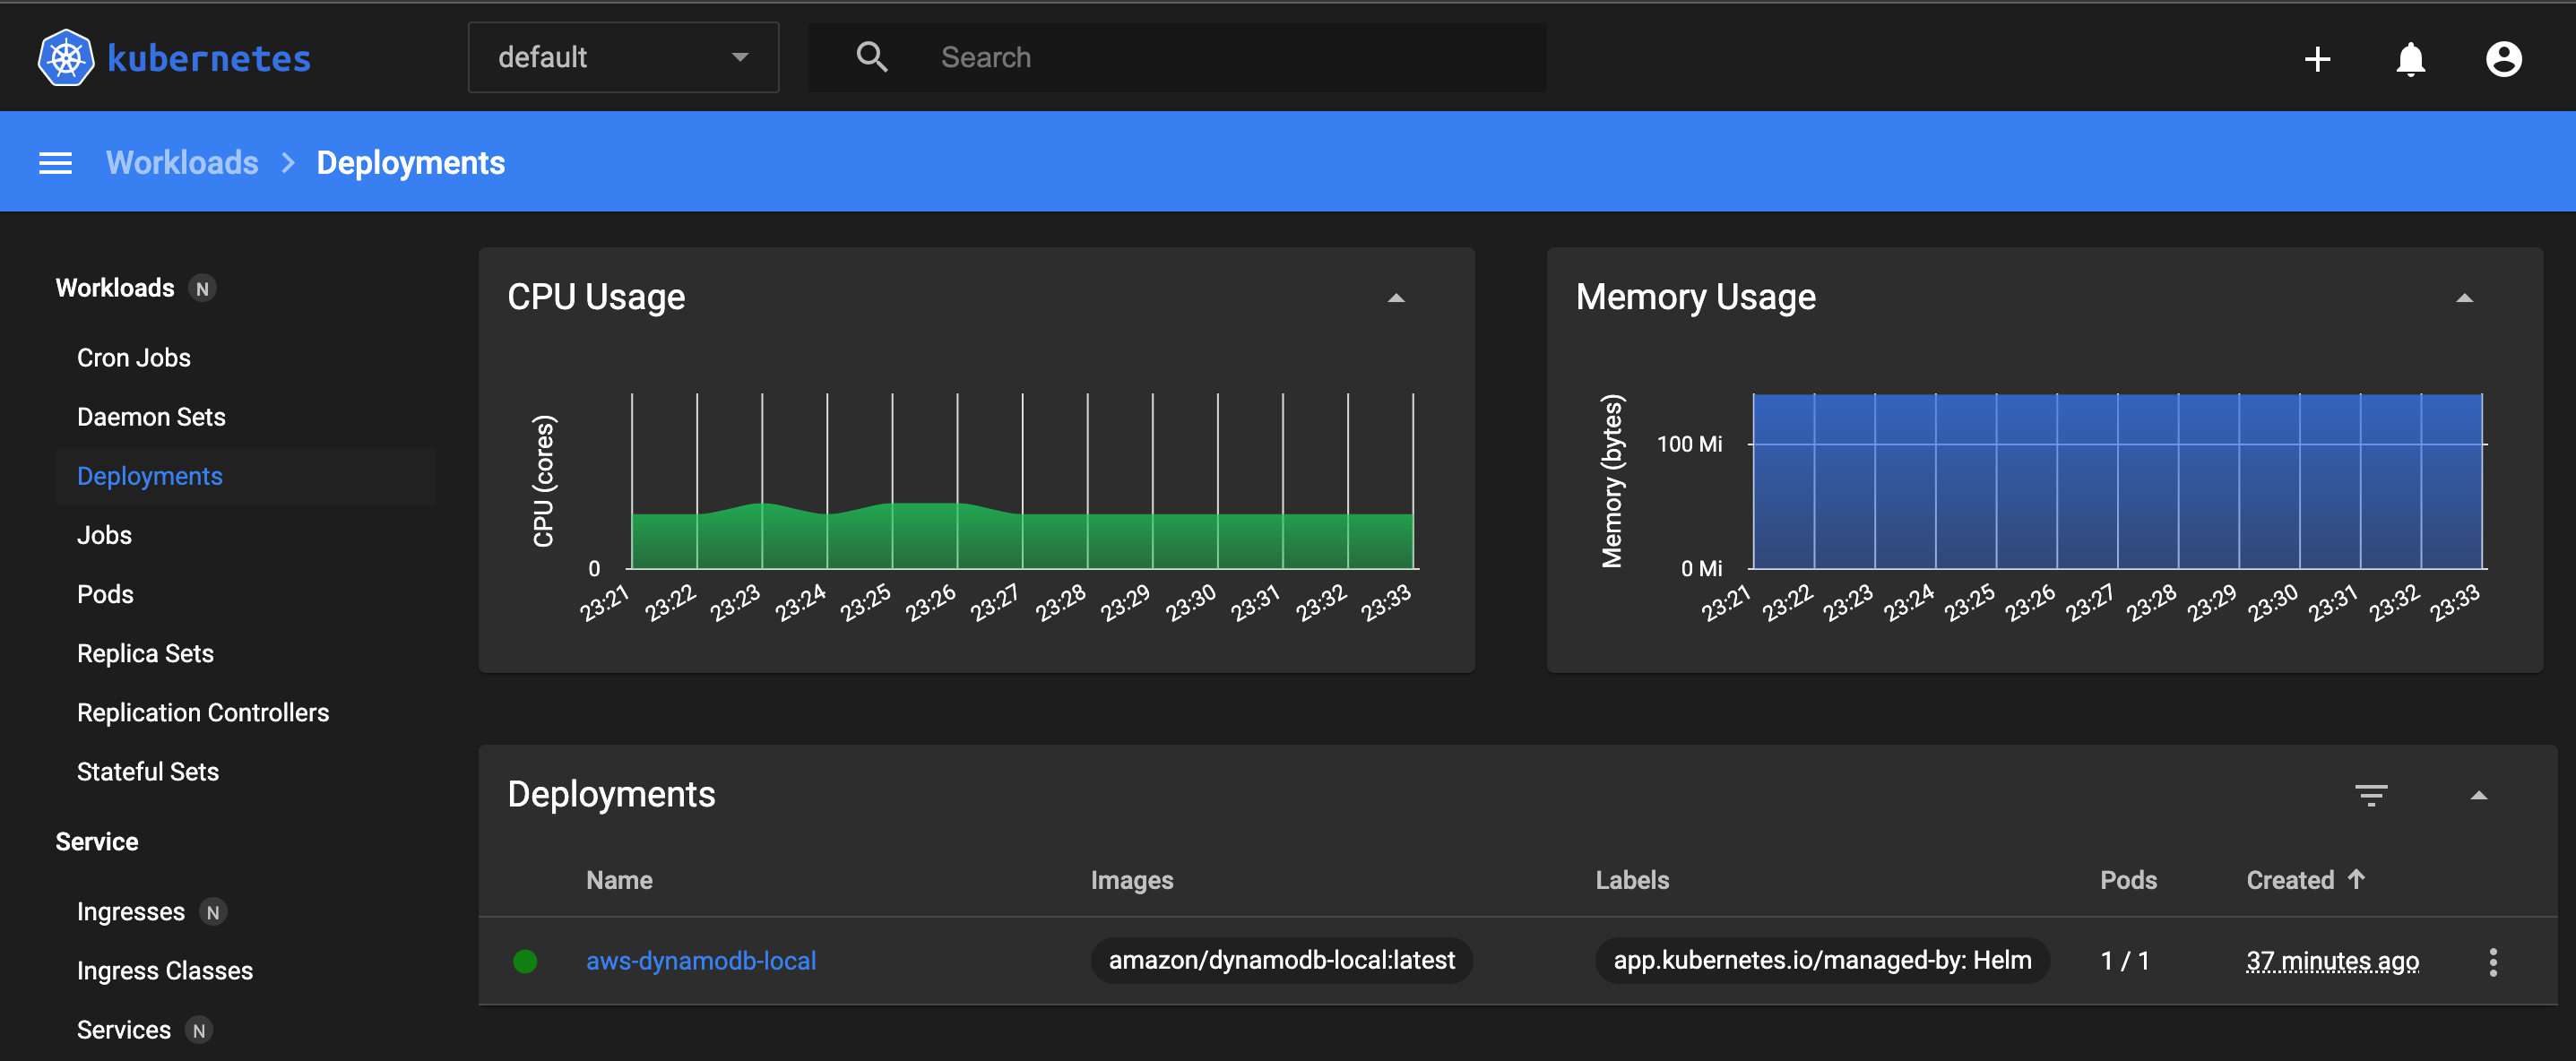 kubernetes
default
Search
Workloads > Deployments
Workloads N
Cron Jobs
Daemon Sets
Deployments
Jobs
Pods
Replica Sets
Replication Controllers
Stateful Sets
Service
Ingresses N
Ingress Classes
Services N
CPU Usage
CPU (cores)
0
23:21 23:22 23:23 23:24 23:25 23:26 23:27 23:28 23:29 23:30 23:31 23:32 23:33
Memory Usage
Memory (bytes)
100 Mi
0 Mi
23:21 23:22 23:23 23:24 23:25 23:26 23:27 23:28 23:29 23:30 23:31 23:32 23:33
Deployments
Name Images Labels Pods Created ↑
aws-dynamodb-local amazon/dynamodb-local:latest app.kubernetes.io/managed-by: Helm 1 / 1 37 minutes ago